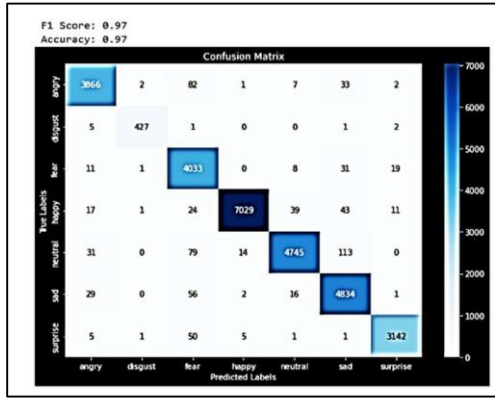 F1 Score: 0.97
Accuracy: 0.97
Confusion Matrix
True Labels
angry 3866 2 82 1 7 33 2
disgust 5 427 1 0 0 1 2
fear 11 1 4033 0 8 31 19
happy 17 1 24 7029 39 43 11
neutral 31 0 79 14 4745 113 0
sad 29 0 56 2 16 4834 1
surprise 5 1 50 5 1 1 3142
angry disgust fear happy neutral sad surprise
Predicted Labels
7000
6000
5000
4000
3000
2000
1000
0